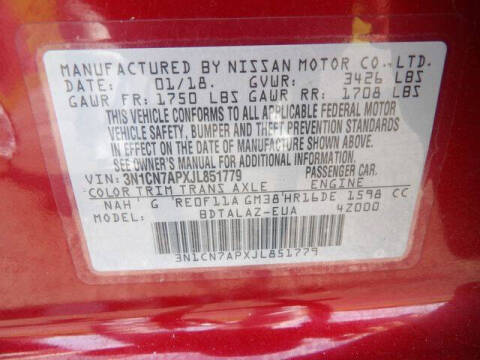 MANUFACTURED BY NISSAN MOTOR CO.,LTD.
DATE: 01/18. GVWR: 3426 LBS
GAWR FR: 1750 LBS GAWR RR: 1708 LBS
THIS VEHICLE CONFORMS TO ALL APPLICABLE FEDERAL MOTOR
VEHICLE SAFETY, BUMPER AND THEFT PREVENTION STANDARDS
IN EFFECT ON THE DATE OF MANUFACTURE SHOWN ABOVE.
SEE OWNER'S MANUAL FOR ADDITIONAL INFORMATION.
VIN: 3N1CN7APXJL851779 PASSENGER CAR.
COLOR TRIM TRANS AXLE ENGINE
NAH G RE0F11A GM38 HR16DE 1598 CC
MODEL: BDTALAZ-EUA 4Z000
3N1CN7APXJL851779